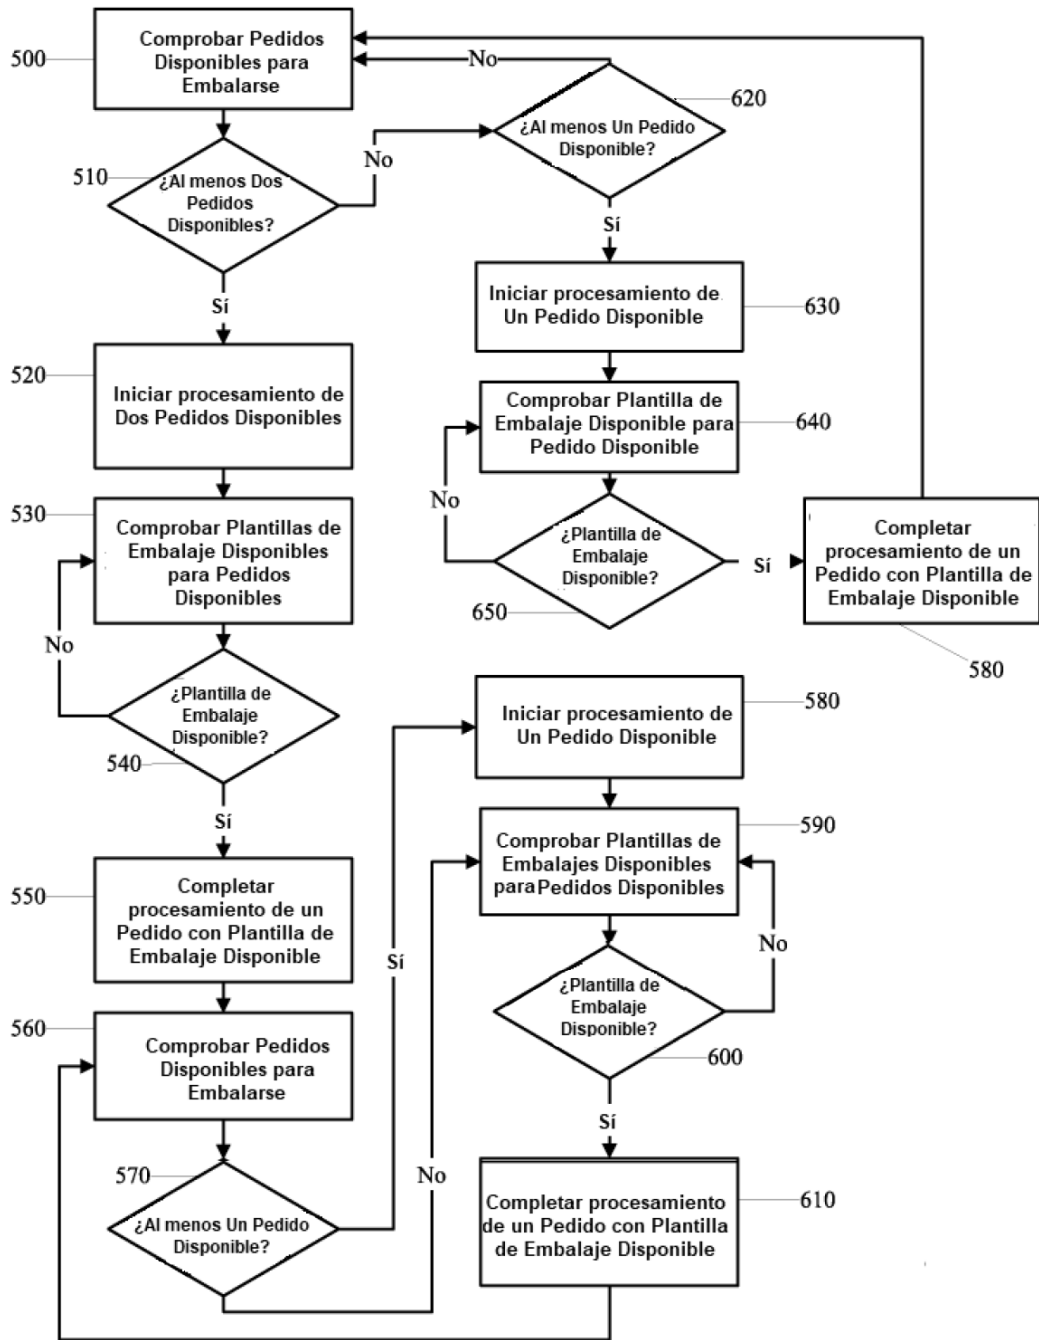 500
Comprobar Pedidos
Disponibles para
Embalarse
No
620
¿Al menos Un Pedido
Disponible?
No
510
¿Al menos Dos
Pedidos
Disponibles?
Sí
Sí
Iniciar procesamiento de
Un Pedido Disponible
630
520
Iniciar procesamiento de
Dos Pedidos Disponibles
Comprobar Plantilla de
Embalaje Disponible para
Pedido Disponible
640
No
530
Comprobar Plantillas de
Embalaje Disponibles
para Pedidos
Disponibles
¿Plantilla de
Embalaje
Disponible?
650
Sí
Completar
procesamiento de un
Pedido con Plantilla de
Embalaje Disponible
580
No
¿Plantilla de
Embalaje
Disponible?
540
Sí
Iniciar procesamiento de
Un Pedido Disponible
580
Comprobar Plantillas de
Embalajes Disponibles
para Pedidos Disponibles
590
550
Completar
procesamiento de un
Pedido con Plantilla de
Embalaje Disponible
Sí
No
¿Plantilla de
Embalaje
Disponible?
600
560
Comprobar Pedidos
Disponibles para
Embalarse
Sí
570
¿Al menos Un Pedido
Disponible?
No
Completar procesamiento
de un Pedido con Plantilla
de Embalaje Disponible
610